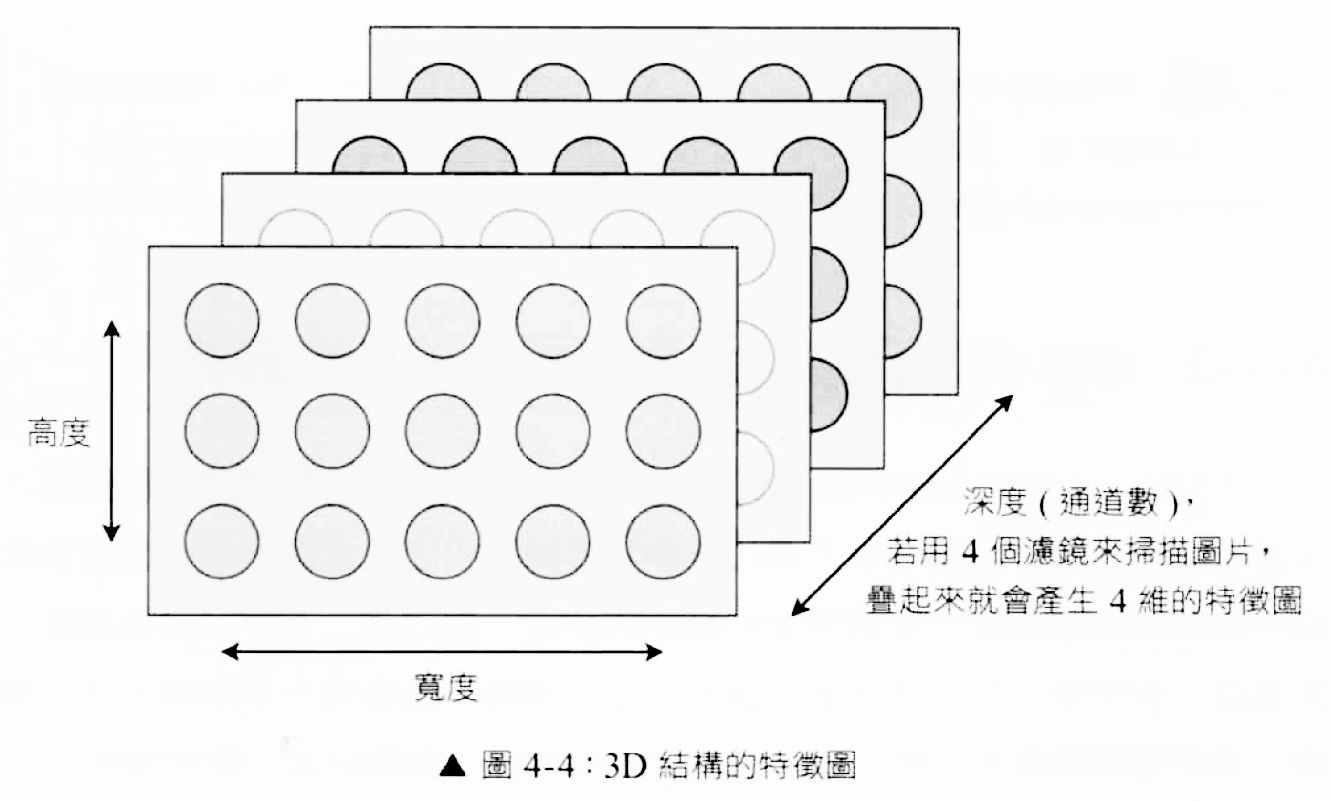 高度
深度 ( 通道數 )，
若用 4 個濾鏡來掃描圖片，
疊起來就會產生 4 維的特徵圖
寬度
▲ 圖 4-4：3D 結構的特徵圖